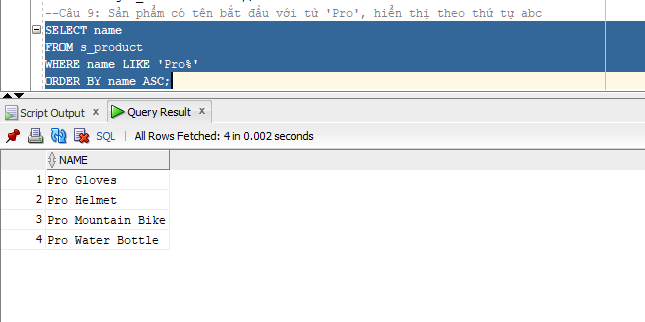 --Câu 9: Sản phẩm có tên bắt đầu với từ 'Pro', hiển thị theo thứ tự abc
SELECT name
FROM s_product
WHERE name LIKE 'Pro%'
ORDER BY name ASC;
Script Output x Query Result x
SQL | All Rows Fetched: 4 in 0.002 seconds
NAME
1 Pro Gloves
2 Pro Helmet
3 Pro Mountain Bike
4 Pro Water Bottle